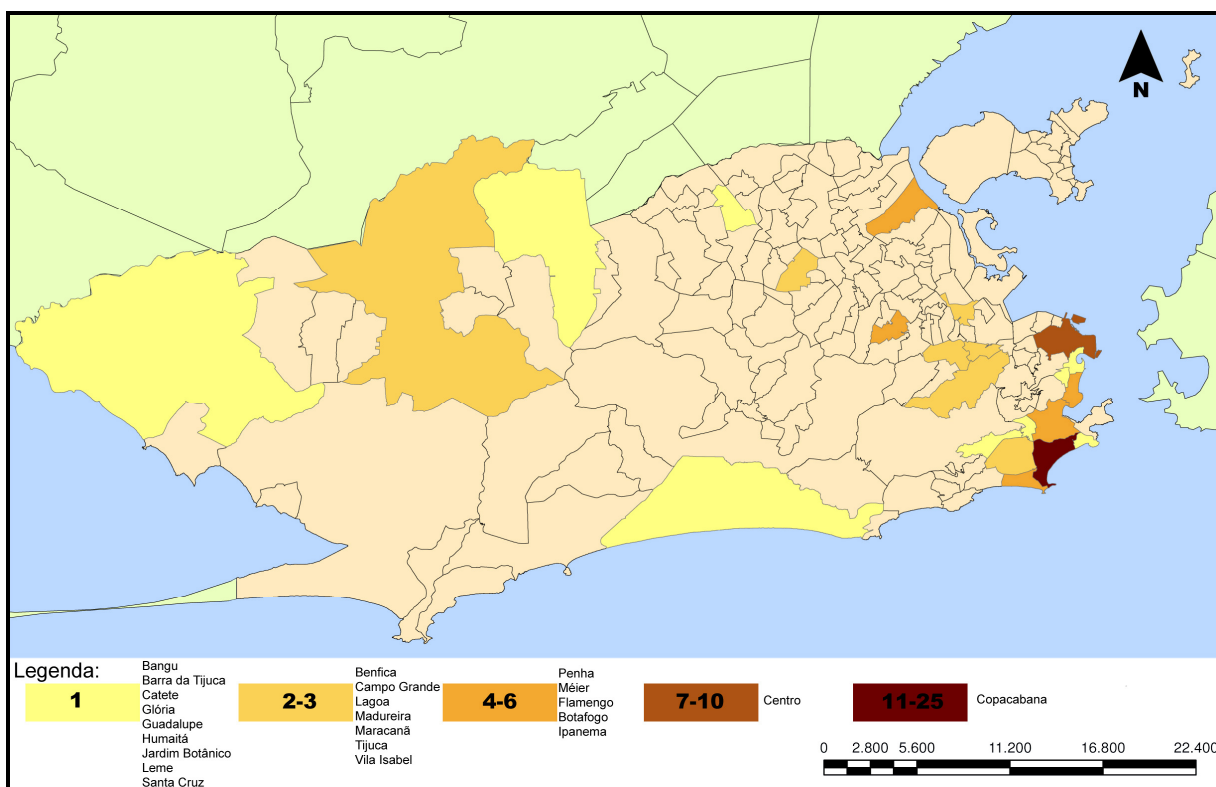 N
Legenda:
1
Bangu
Barra da Tijuca
Catete
Glória
Guadalupe
Humaitá
Jardim Botânico
Leme
Santa Cruz
2-3
Benfica
Campo Grande
Lagoa
Madureira
Maracanã
Tijuca
Vila Isabel
4-6
Penha
Méier
Flamengo
Botafogo
Ipanema
7-10
Centro
11-25
Copacabana
0 2.800 5.600 11.200 16.800 22.400